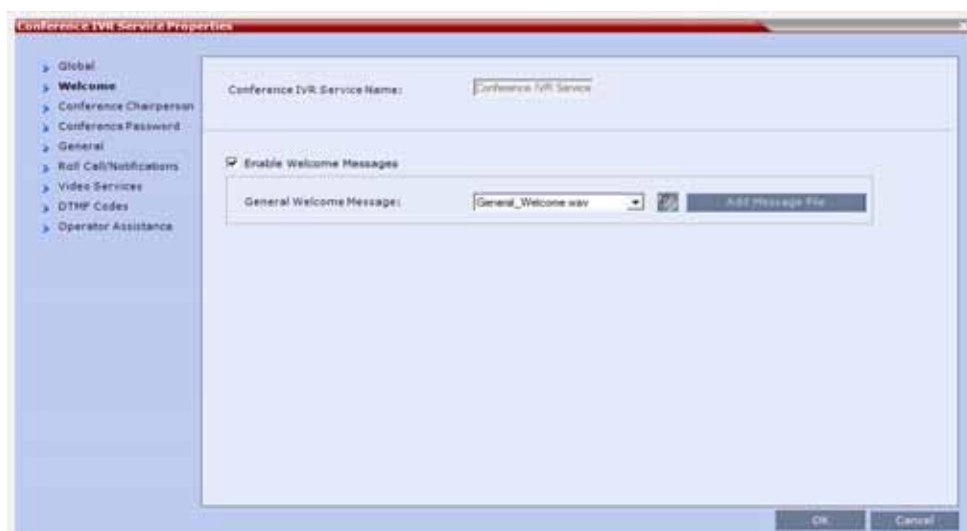 Conference IVR Service Properties
Global
Welcome
Conference Chairperson
Conference Password
General
Roll Call/Notifications
Video Services
DTMF Codes
Operator Assistance
Conference IVR Service Name:
Conference IVR Service
Enable Welcome Messages
General Welcome Message:
General_Welcome.wav
Add Message File
OK
Cancel